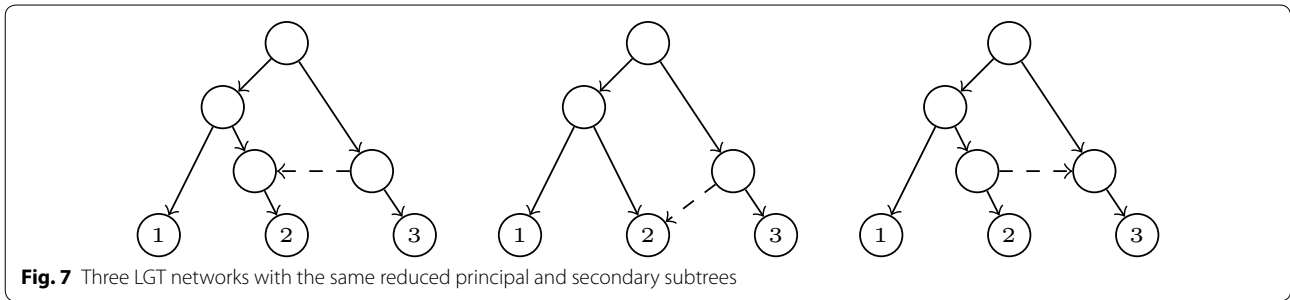 1 2 3 1 2 3 1 2 3
Fig. 7 Three LGT networks with the same reduced principal and secondary subtrees